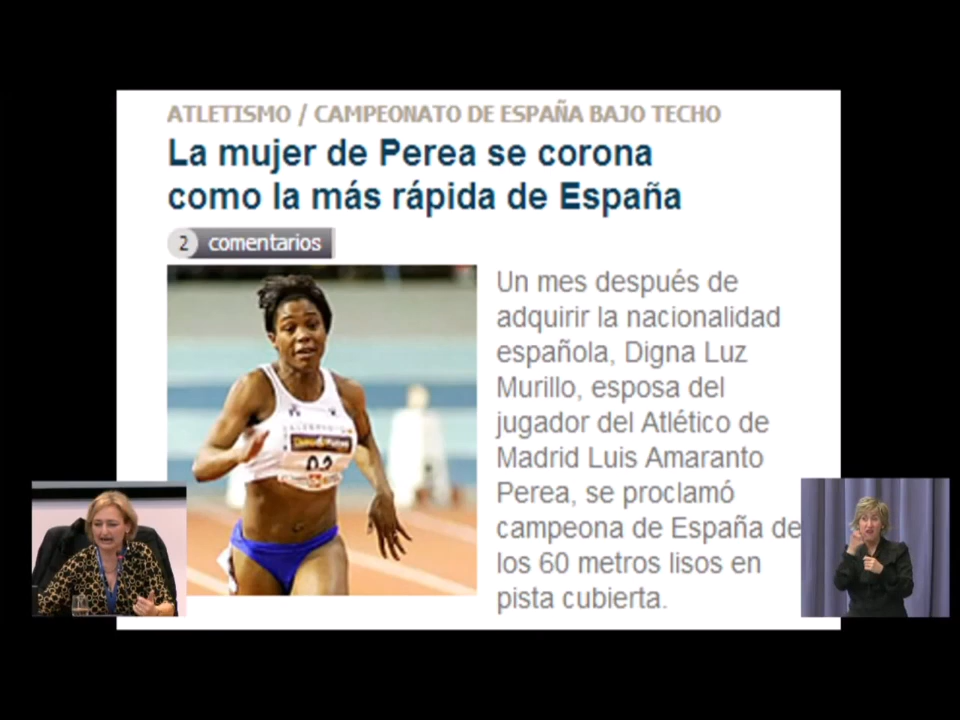 ATLETISMO / CAMPEONATO DE ESPAÑA BAJO TECHO
La mujer de Perea se corona
como la más rápida de España
2 comentarios
Un mes después de
adquirir la nacionalidad
española, Digna Luz
Murillo, esposa del
jugador del Atlético de
Madrid Luis Amaranto
Perea, se proclamó
campeona de España de
los 60 metros lisos en
pista cubierta.